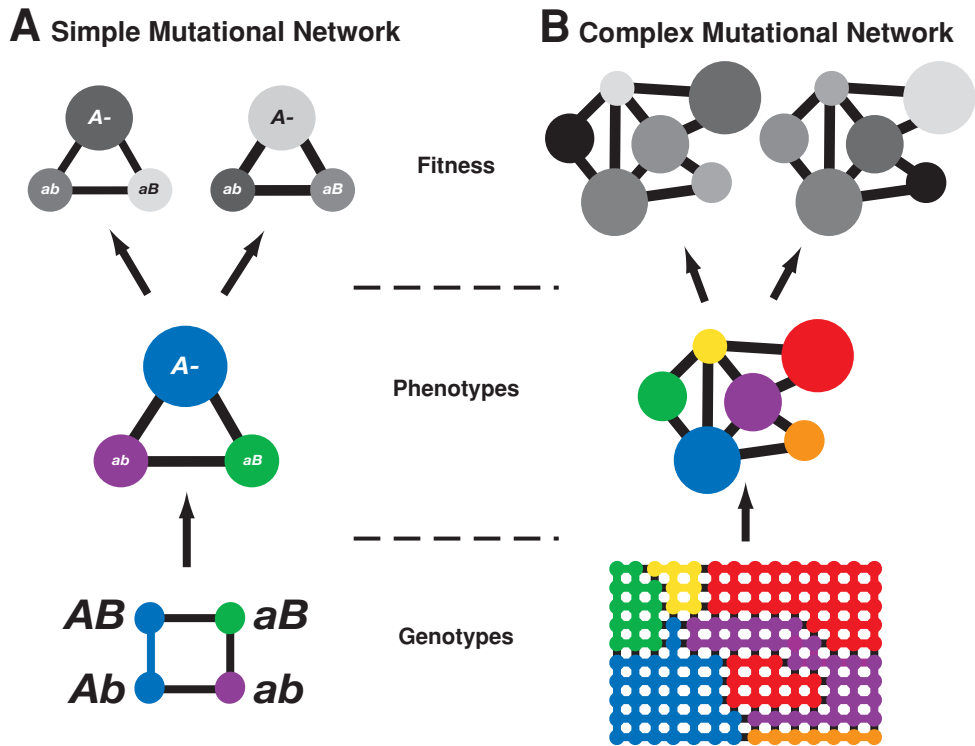 A Simple Mutational Network
B Complex Mutational Network
A-
ab
aB
A-
ab
aB
Fitness
A-
ab
aB
Phenotypes
AB
aB
Ab
ab
Genotypes